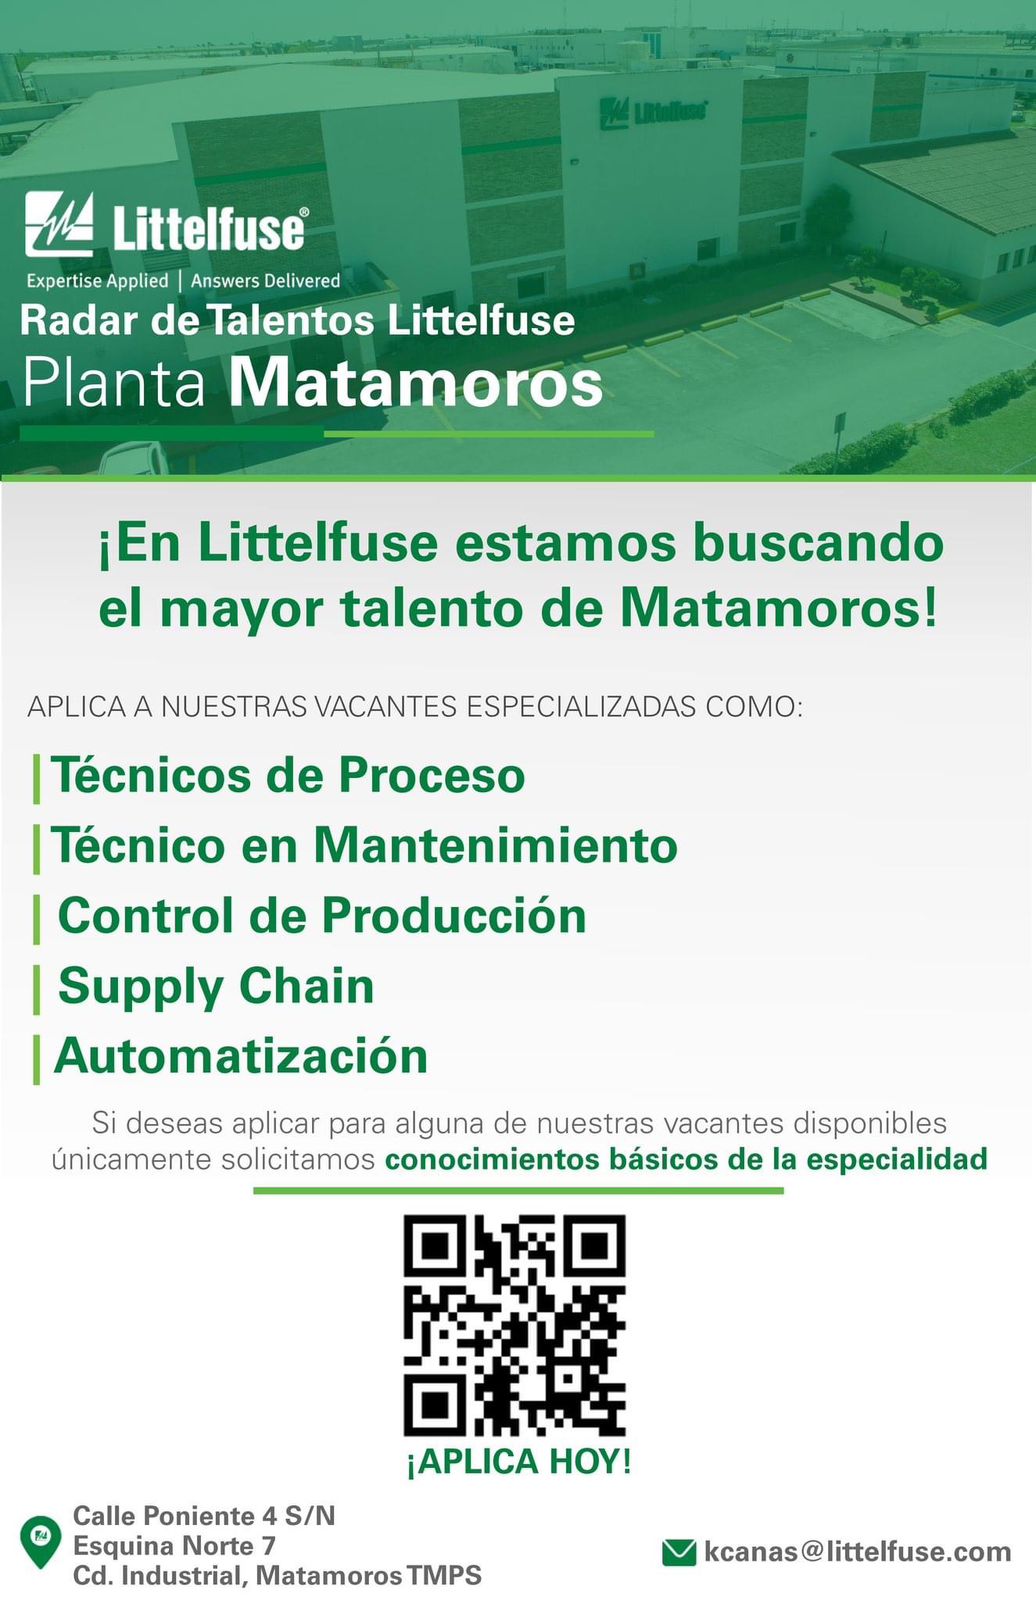 Littelfuse
Littelfuse®
Expertise Applied | Answers Delivered
Radar de Talentos Littelfuse
Planta Matamoros
¡En Littelfuse estamos buscando
el mayor talento de Matamoros!
APLICA A NUESTRAS VACANTES ESPECIALIZADAS COMO:
Técnicos de Proceso
Técnico en Mantenimiento
Control de Producción
Supply Chain
Automatización
Si deseas aplicar para alguna de nuestras vacantes disponibles
únicamente solicitamos conocimientos básicos de la especialidad
¡APLICA HOY!
Calle Poniente 4 S/N
Esquina Norte 7
Cd. Industrial, Matamoros TMPS
kcanas@littelfuse.com